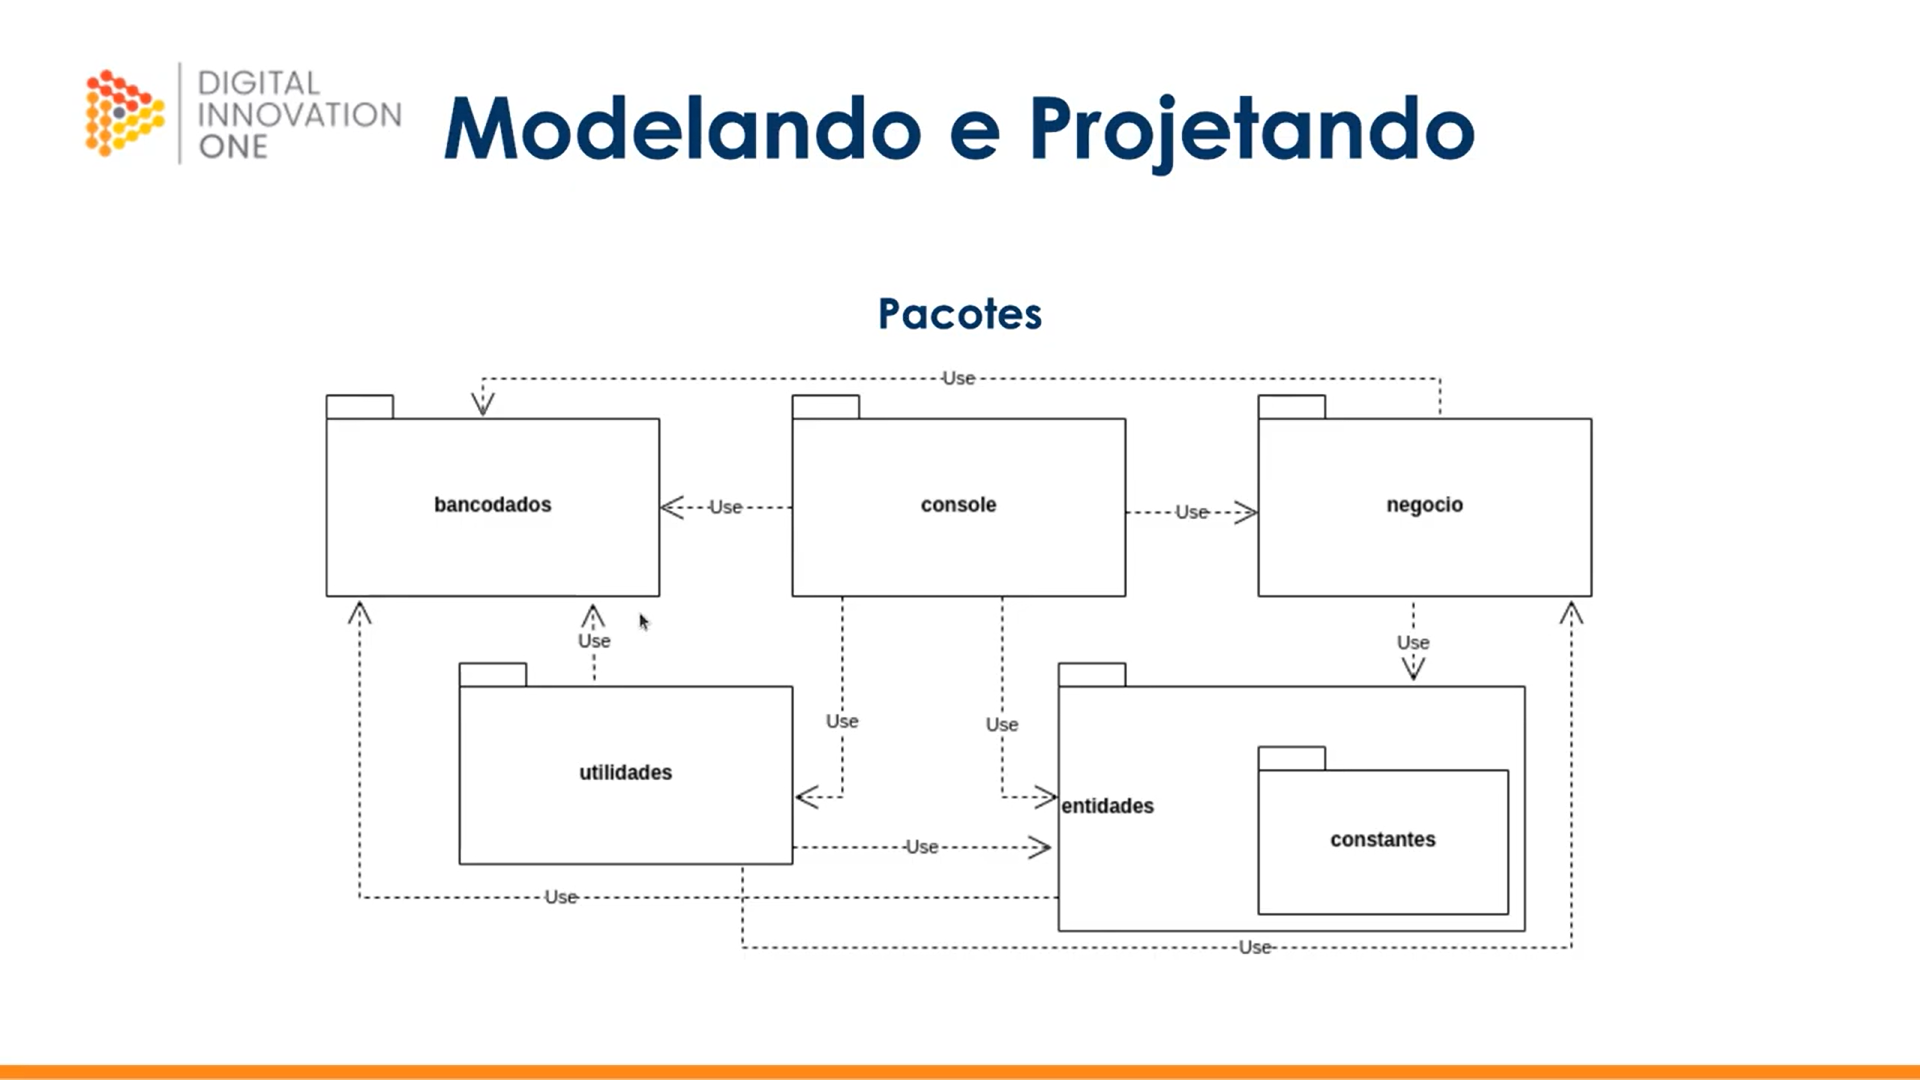 DIGITAL
INNOVATION
ONE
Modelando e Projetando
Pacotes
Use
bancodados
Use
console
Use
negocio
Use
Use
utilidades
Use
Use
entidades
constantes
Use
Use
Use